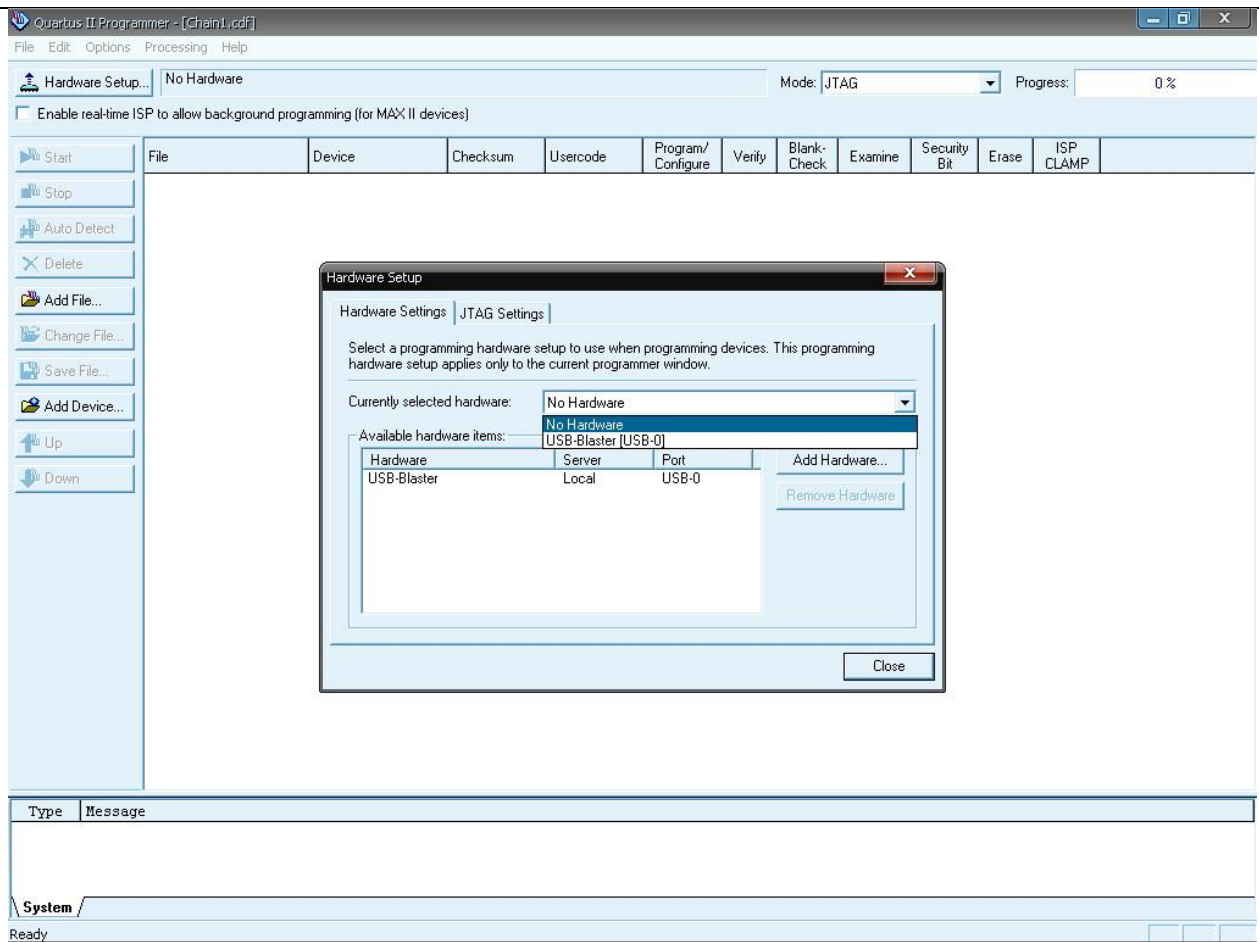 Quartus II Programmer - [Chain1.cdf]
File Edit Options Processing Help
Hardware Setup... No Hardware Mode: JTAG Progress: 0 %
Enable real-time ISP to allow background programming (for MAX II devices)
Start
Stop
Auto Detect
Delete
Add File...
Change File...
Save File...
Add Device...
Up
Down
File Device Checksum Usercode Program/ Configure Verify Blank- Check Examine Security Bit Erase ISP CLAMP
Hardware Setup
Hardware Settings JTAG Settings
Select a programming hardware setup to use when programming devices. This programming
hardware setup applies only to the current programmer window.
Currently selected hardware: No Hardware
No Hardware
USB-Blaster [USB-0]
Available hardware items:
Hardware Server Port
USB-Blaster Local USB-0
Add Hardware...
Remove Hardware
Close
Type Message
System
Ready